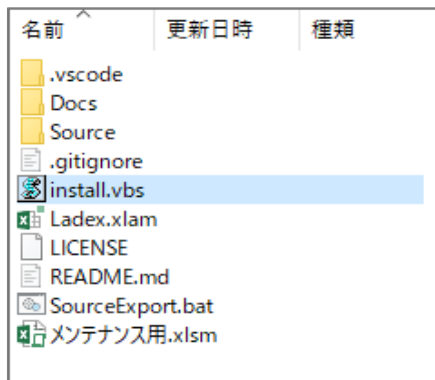 名前 更新日時 種類
.vscode
Docs
Source
.gitignore
install.vbs
Ladex.xlam
LICENSE
README.md
SourceExport.bat
メンテナンス用.xlsm